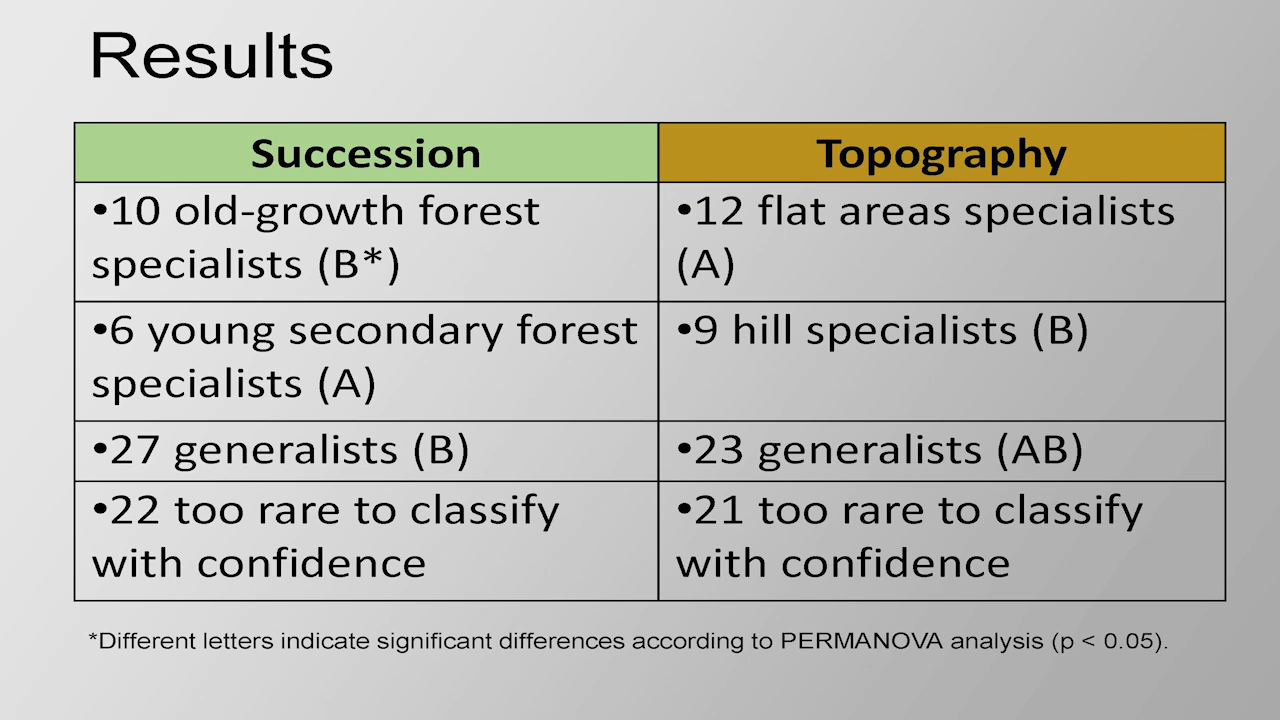 Results
Succession
Topography
•10 old-growth forest
specialists (B*)
•12 flat areas specialists
(A)
•6 young secondary forest
specialists (A)
•9 hill specialists (B)
•27 generalists (B)
•23 generalists (AB)
•22 too rare to classify
with confidence
•21 too rare to classify
with confidence
*Different letters indicate significant differences according to PERMANOVA analysis (p < 0.05).